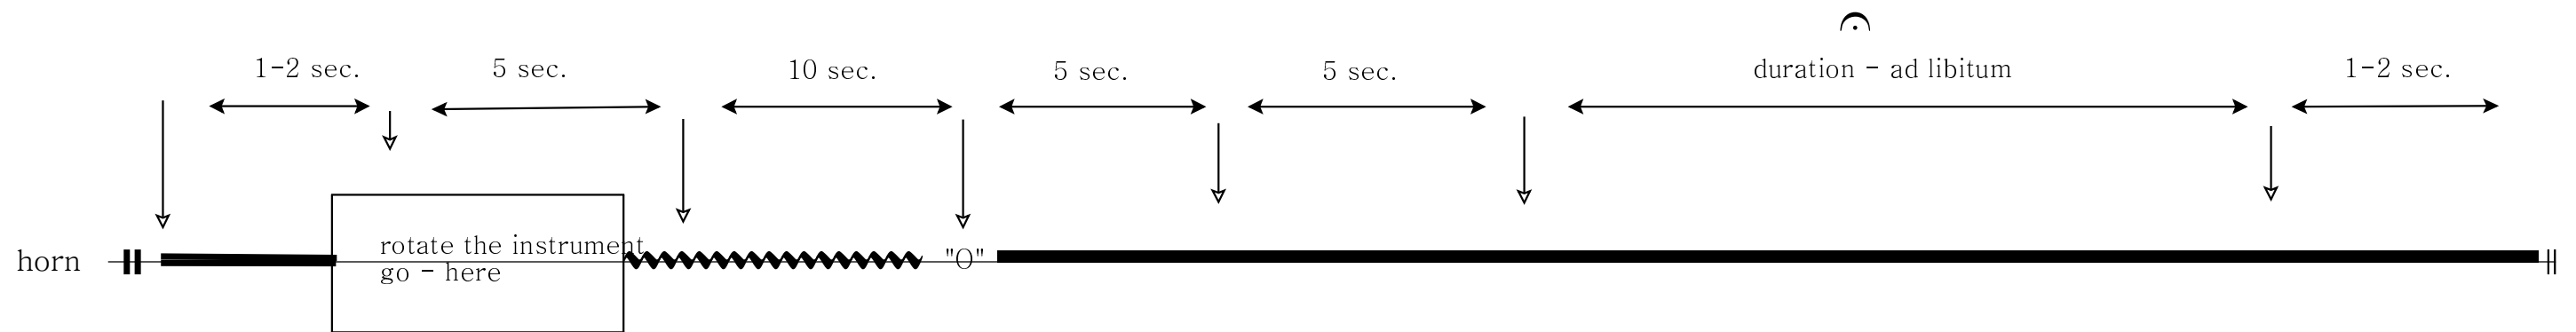 1-2 sec.
5 sec.
10 sec.
5 sec.
5 sec.
duration - ad libitum
1-2 sec.
horn
rotate the instrument
go - here
"O"